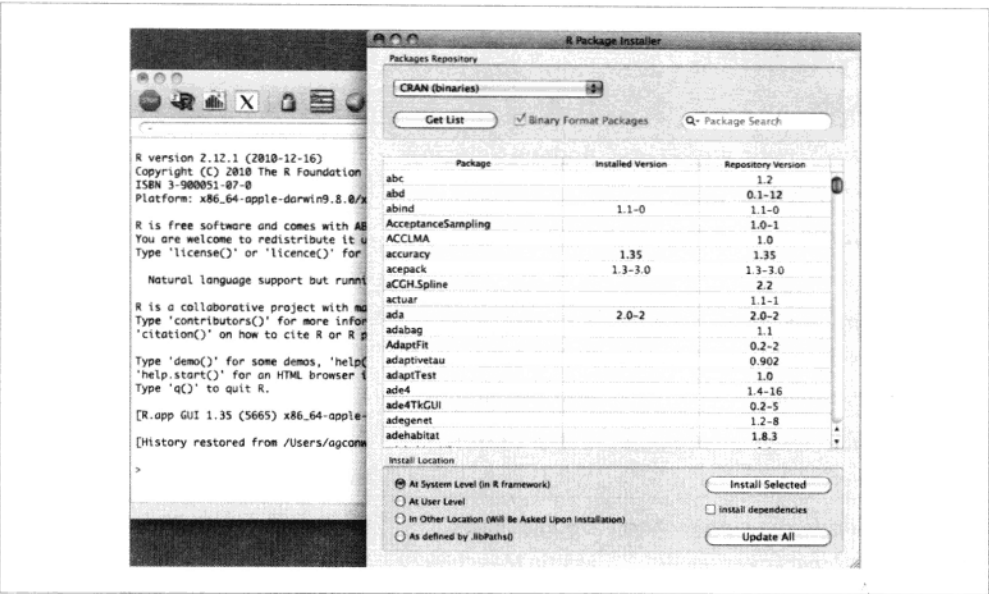 R Package Installer
Packages Repository
CRAN (binaries)
Get List
Binary Format Packages
Package Search
Package Installed Version Repository Version
abc 1.2
abd 0.1-12
abind 1.1-0 1.1-0
AcceptanceSampling 1.0-1
ACCLMA 1.0
accuracy 1.35 1.35
acepack 1.3-3.0 1.3-3.0
aCGH.Spline 2.2
actuar 1.1-1
ada 2.0-2 2.0-2
adabag 1.1
AdaptFit 0.2-2
adaptivetau 0.902
adaptTest 1.0
ade4 1.4-16
ade4TkGUI 0.2-5
adegenet 1.2-8
adehabitat 1.8.3
Install Location
At System Level (in R framework)
At User Level
In Other Location (Will Be Asked Upon Installation)
As defined by .libPaths()
Install Selected
install dependencies
Update All
X
R version 2.12.1 (2010-12-16)
Copyright (C) 2010 The R Foundation
ISBN 3-900051-07-0
Platform: x86_64-apple-darwin9.8.0/x
R is free software and comes with AB
You are welcome to redistribute it u
Type 'license()' or 'licence()' for
Natural language support but runni
R is a collaborative project with ma
Type 'contributors()' for more infor
'citation()' on how to cite R or R p
Type 'demo()' for some demos, 'help(
'help.start()' for an HTML browser i
Type 'q()' to quit R.
[R.app GUI 1.35 (5665) x86_64-apple-
[History restored from /Users/agconw
>